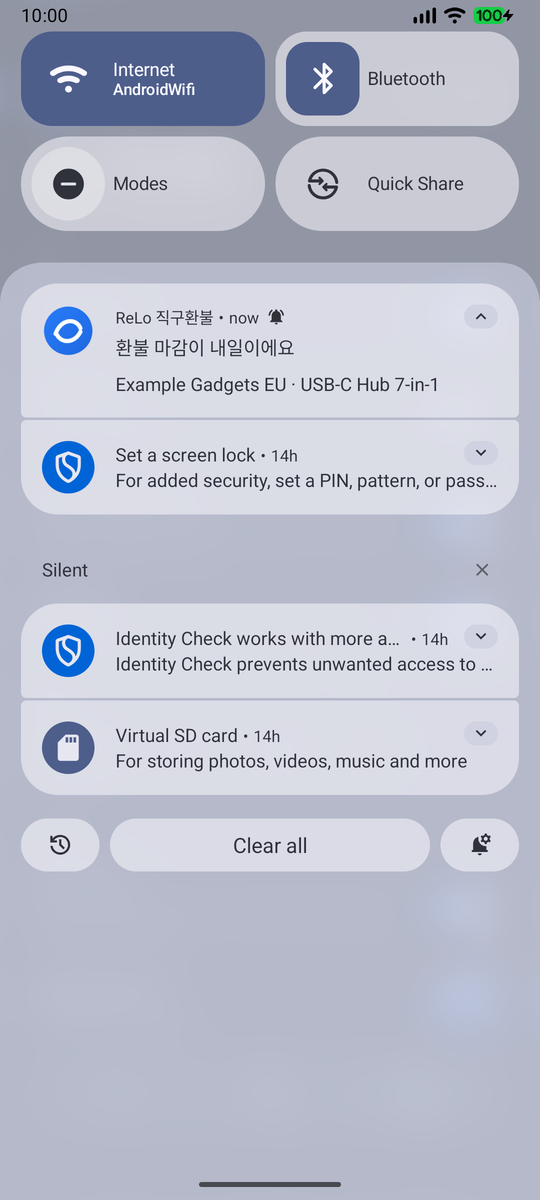 10:00
100
Internet
AndroidWifi
Bluetooth
Modes
Quick Share
ReLo 직구환불 • now
환불 마감이 내일이에요
Example Gadgets EU · USB-C Hub 7-in-1
Set a screen lock • 14h
For added security, set a PIN, pattern, or pass…
Silent
Identity Check works with more a… • 14h
Identity Check prevents unwanted access to …
Virtual SD card • 14h
For storing photos, videos, music and more
Clear all